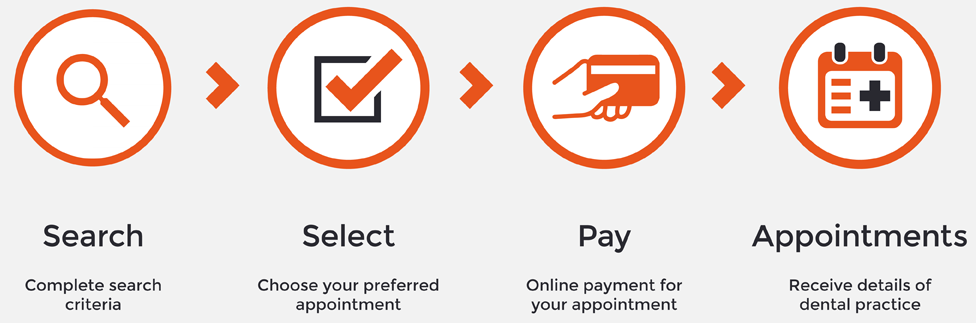 Search
Complete search
criteria
Select
Choose your preferred
appointment
Pay
Online payment for
your appointment
Appointments
Receive details of
dental practice